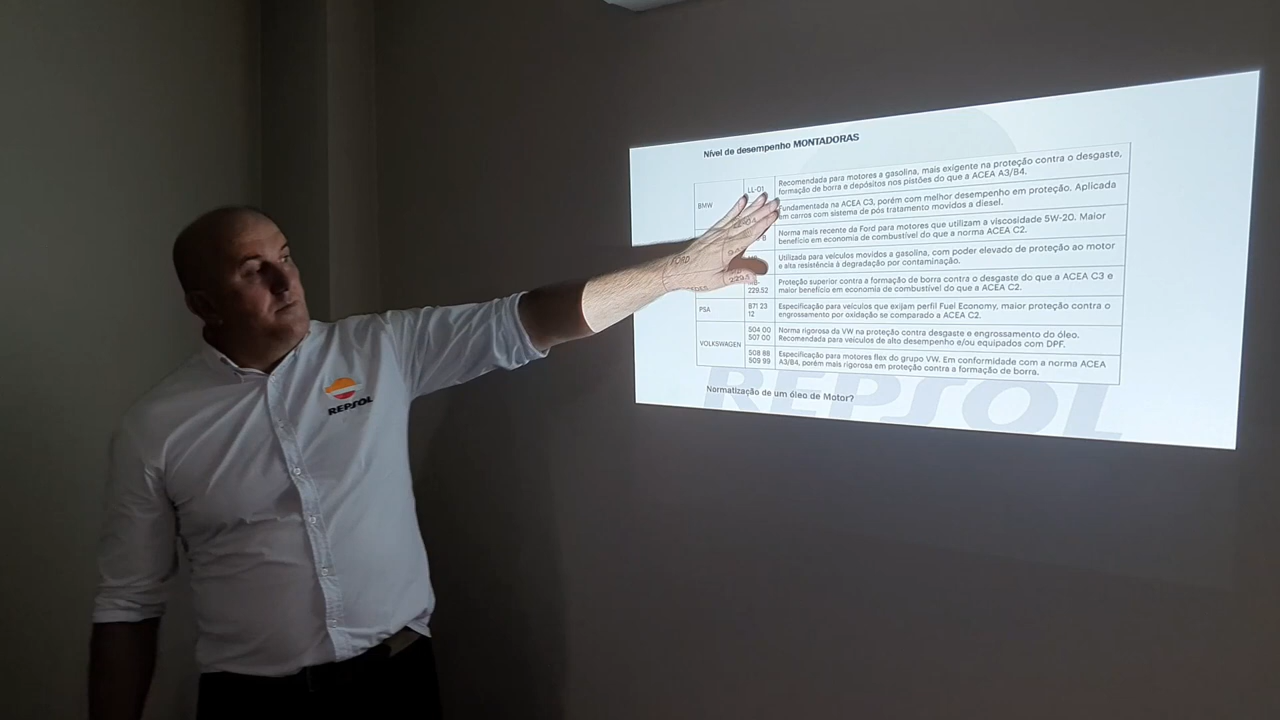 Nível de desempenho MONTADORAS
BMW
LL-01
Recomendada para motores a gasolina, mais exigente na proteção contra o desgaste,
formação de borra e depósitos nos pistões do que a ACEA A3/B4.
Fundamentada na ACEA C3, porém com melhor desempenho em proteção. Aplicada
em carros com sistema de pós tratamento movidos a diesel.
FORD
Norma mais recente da Ford para motores que utilizam a viscosidade 5W-20. Maior
benefício em economia de combustível do que a norma ACEA C2.
Utilizada para veículos movidos a gasolina, com poder elevado de proteção ao motor
e alta resistência à degradação por contaminação.
229.5
229.52
Proteção superior contra a formação de borra contra o desgaste do que a ACEA C3 e
maior benefício em economia de combustível do que ACEA C2.
PSA
B71 23
12
Especificação para veículos que exijam perfil Fuel Economy, maior proteção contra o
engrossamento por oxidação se comparado a ACEA C2.
VOLKSWAGEN
504 00
507 00
Norma rigorosa da VW na proteção contra desgaste e engrossamento do óleo.
Recomendada para veículos de alto desempenho e/ou equipados com DPF.
508 88
509 99
Especificação para motores flex do grupo VW. Em conformidade com a norma ACEA
A3/B4, porém mais rigorosa em proteção contra a formação de borra.
Normatização de um óleo de Motor?
REPSOL
REPSOL